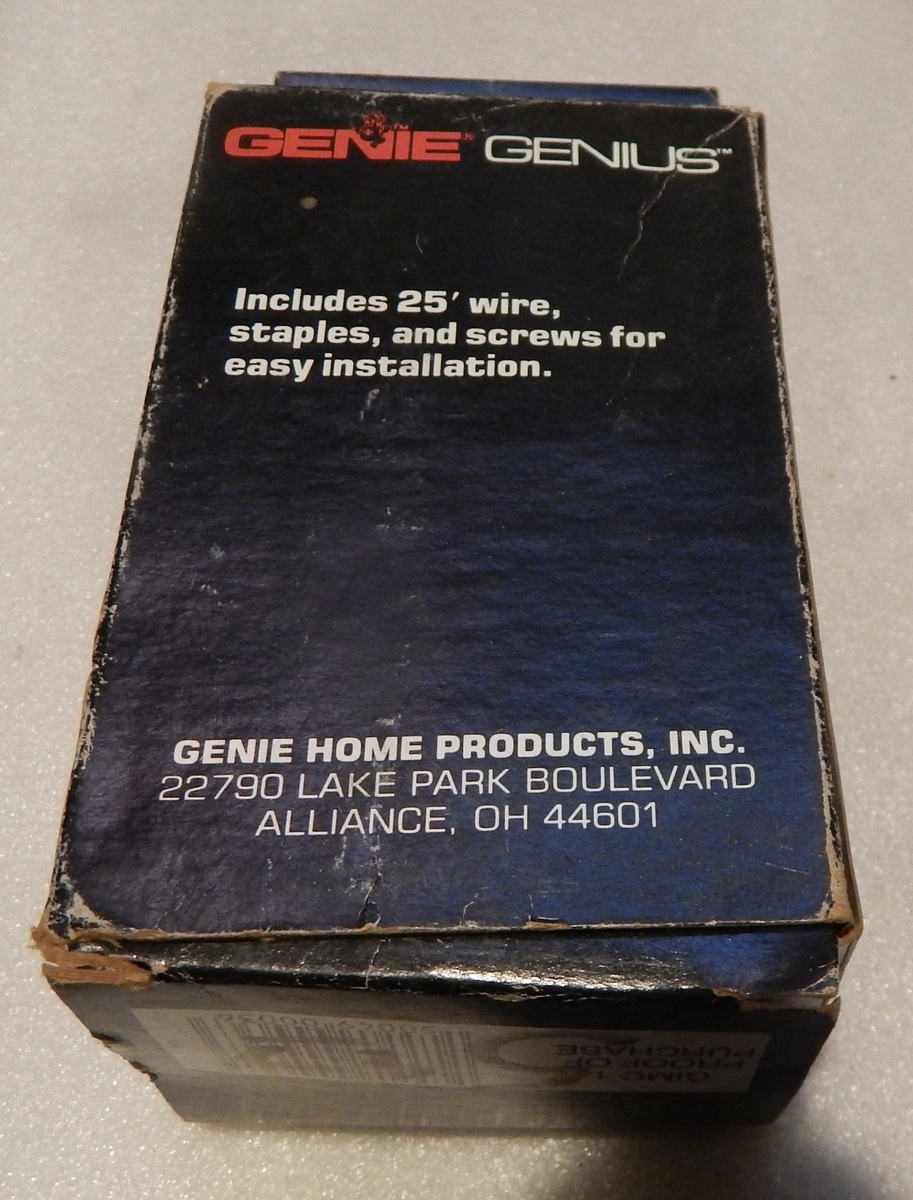 GENIE® GENIUS™
Includes 25' wire,
staples, and screws for
easy installation.
GENIE HOME PRODUCTS, INC.
22790 LAKE PARK BOULEVARD
ALLIANCE, OH 44601
GIMC-1
PROOF OF
PURCHASE